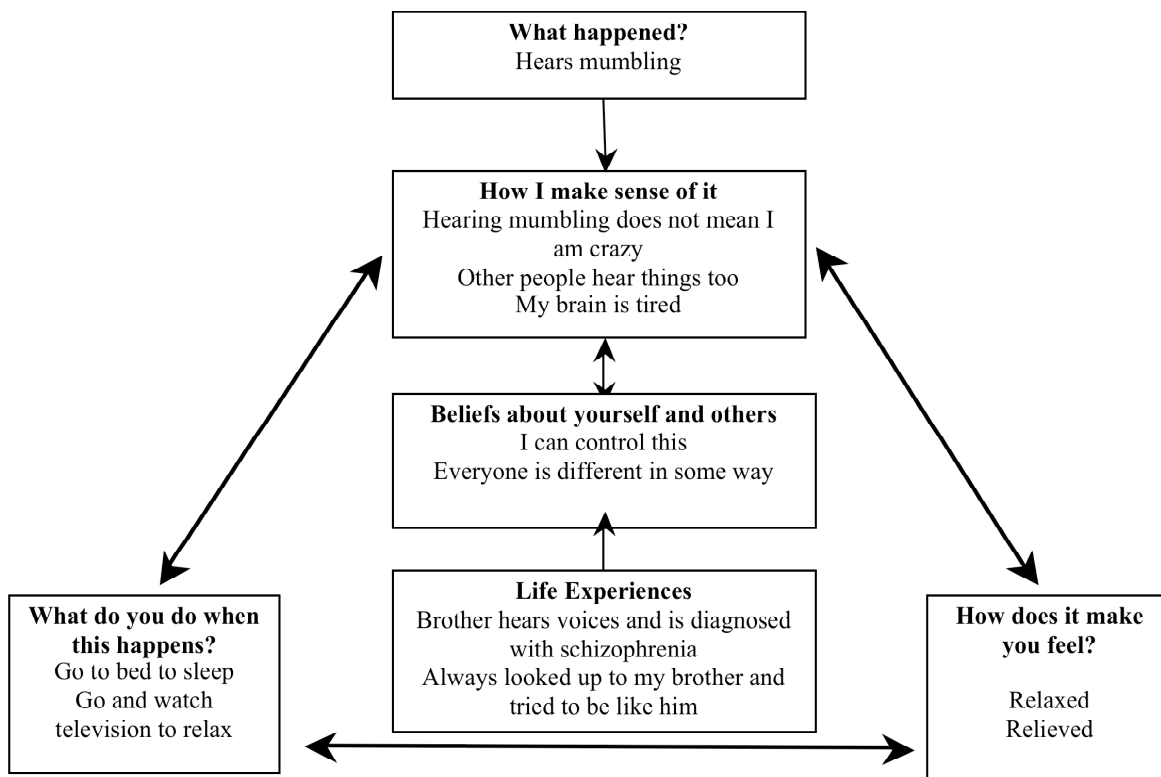 What happened?
Hears mumbling
How I make sense of it
Hearing mumbling does not mean I
am crazy
Other people hear things too
My brain is tired
Beliefs about yourself and others
I can control this
Everyone is different in some way
Life Experiences
Brother hears voices and is diagnosed
with schizophrenia
Always looked up to my brother and
tried to be like him
What do you do when
this happens?
Go to bed to sleep
Go and watch
television to relax
How does it make
you feel?
Relaxed
Relieved